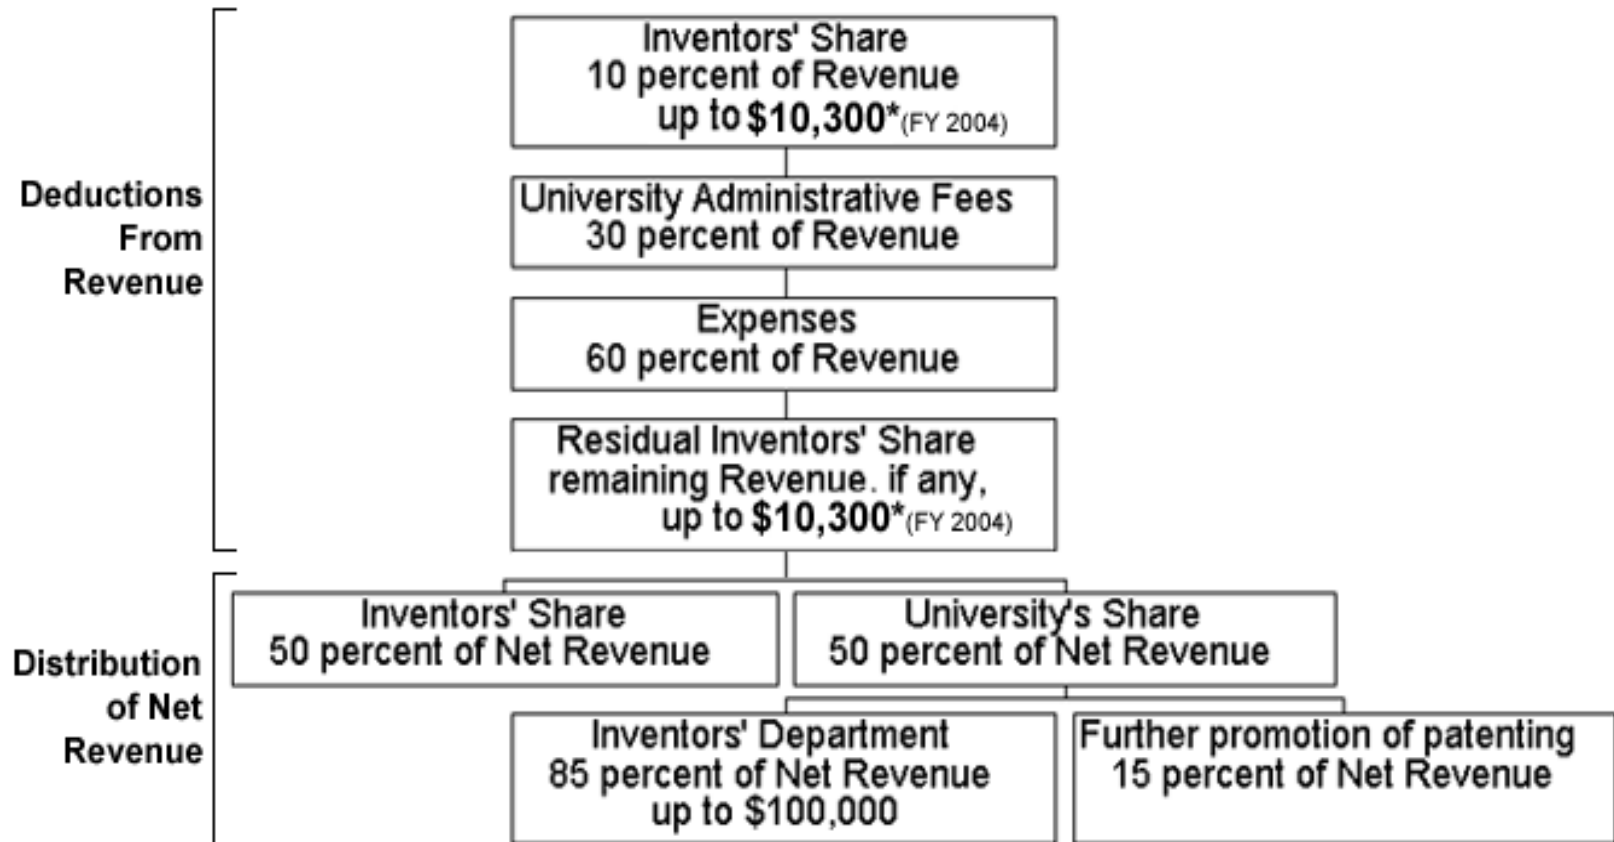 Deductions
From
Revenue
Inventors' Share
10 percent of Revenue
up to $10,300*(FY 2004)
University Administrative Fees
30 percent of Revenue
Expenses
60 percent of Revenue
Residual Inventors' Share
remaining Revenue. if any,
up to $10,300*(FY 2004)
Distribution
of Net
Revenue
Inventors' Share
50 percent of Net Revenue
University's Share
50 percent of Net Revenue
Inventors' Department
85 percent of Net Revenue
up to $100,000
Further promotion of patenting
15 percent of Net Revenue